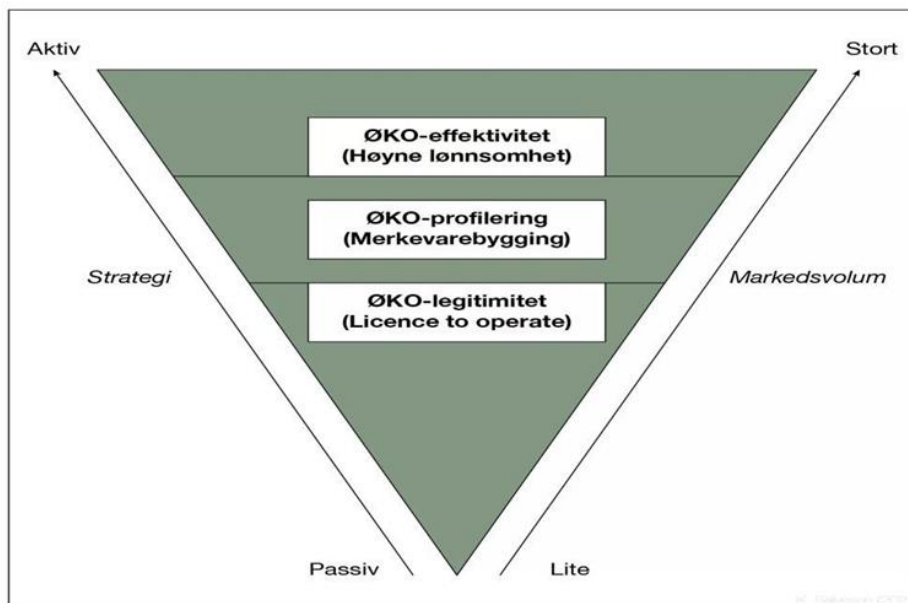 Aktiv
Stort
ØKO-effektivitet
(Høyne lønnsomhet)
ØKO-profilering
(Merkevarebygging)
Strategi
Markedsvolum
ØKO-legitimitet
(Licence to operate)
Passiv
Lite